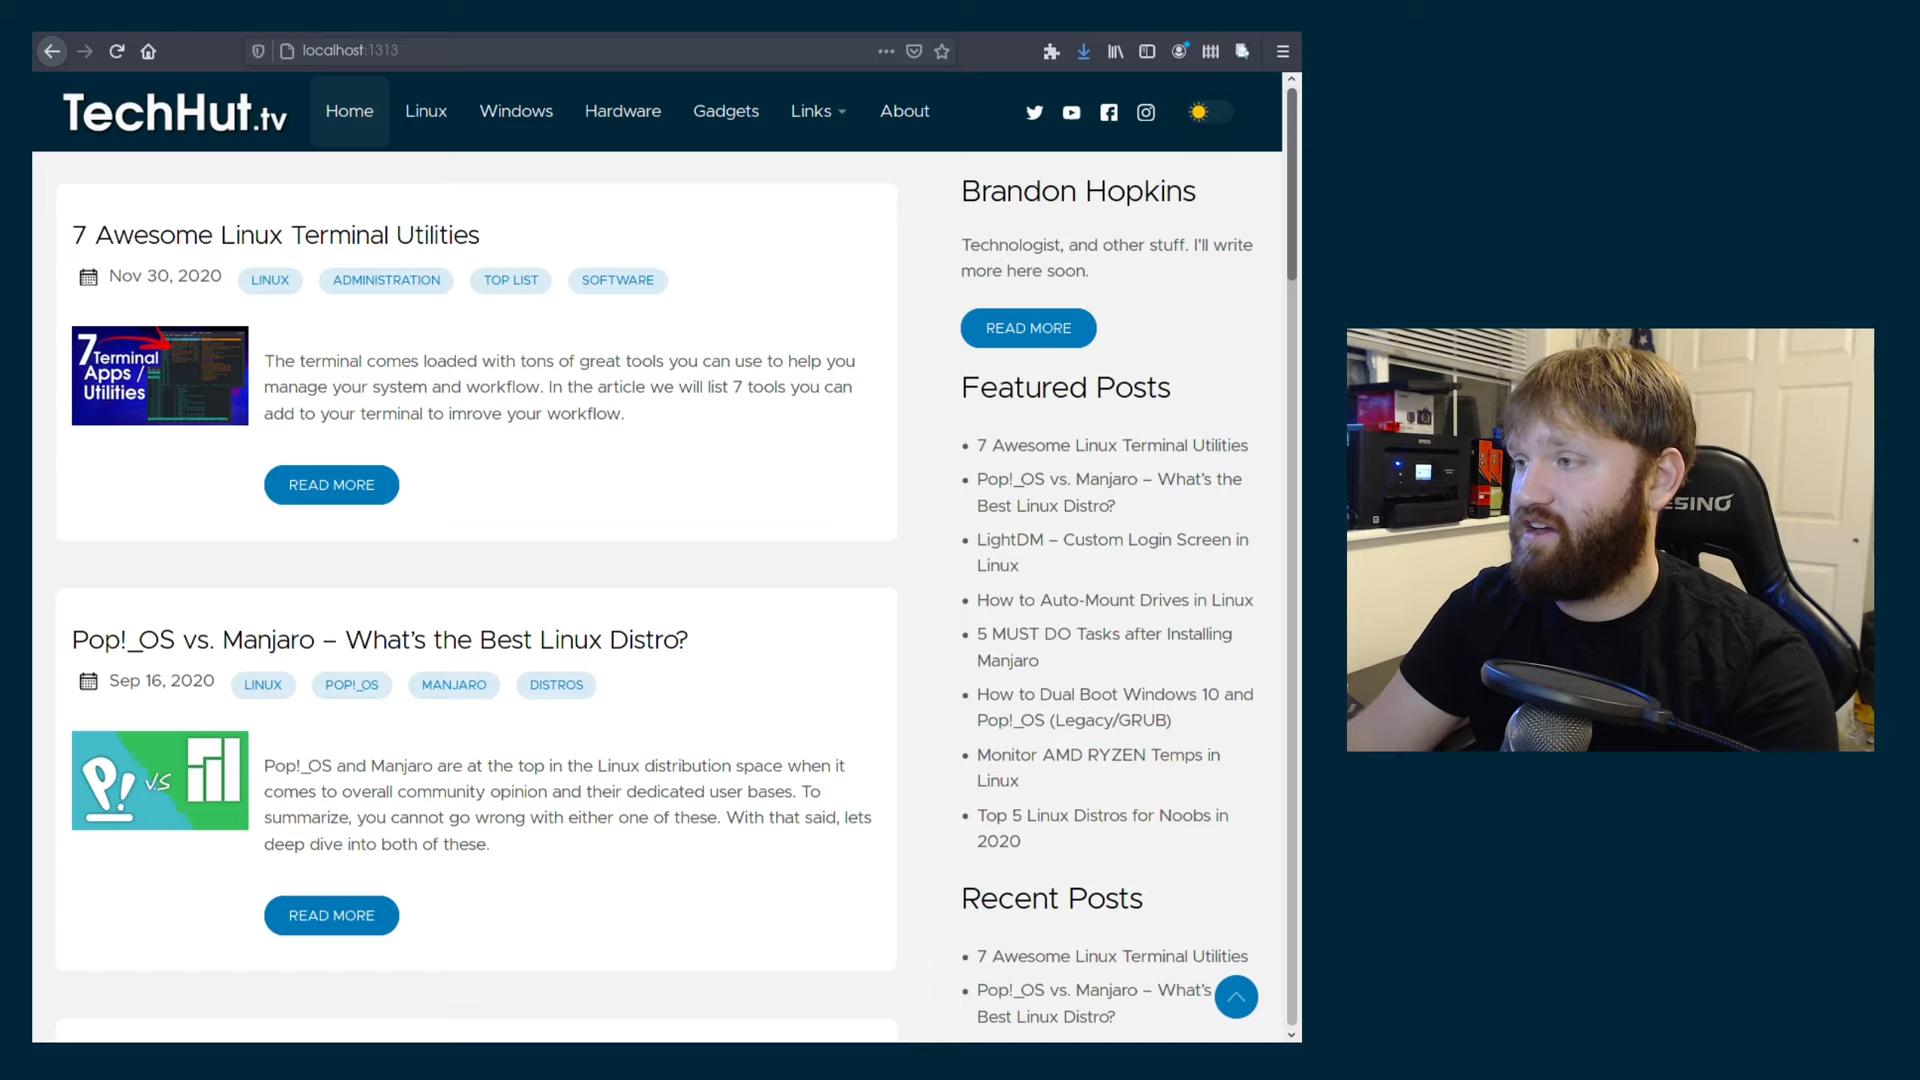 localhost:1313
TechHut.tv
Home
Linux
Windows
Hardware
Gadgets
Links
About
7 Awesome Linux Terminal Utilities
Nov 30, 2020
LINUX
ADMINISTRATION
TOP LIST
SOFTWARE
7
Terminal
Apps /
Utilities
The terminal comes loaded with tons of great tools you can use to help you
manage your system and workflow. In the article we will list 7 tools you can
add to your terminal to imrove your workflow.
READ MORE
Pop!_OS vs. Manjaro – What's the Best Linux Distro?
Sep 16, 2020
LINUX
POP!_OS
MANJARO
DISTROS
P!
vs
Pop!_OS and Manjaro are at the top in the Linux distribution space when it
comes to overall community opinion and their dedicated user bases. To
summarize, you cannot go wrong with either one of these. With that said, lets
deep dive into both of these.
READ MORE
Brandon Hopkins
Technologist, and other stuff. I'll write
more here soon.
READ MORE
Featured Posts
7 Awesome Linux Terminal Utilities
Pop!_OS vs. Manjaro – What's the
Best Linux Distro?
LightDM – Custom Login Screen in
Linux
How to Auto-Mount Drives in Linux
5 MUST DO Tasks after Installing
Manjaro
How to Dual Boot Windows 10 and
Pop!_OS (Legacy/GRUB)
Monitor AMD RYZEN Temps in
Linux
Top 5 Linux Distros for Noobs in
2020
Recent Posts
7 Awesome Linux Terminal Utilities
Pop!_OS vs. Manjaro – What's
Best Linux Distro?
EPSON
ESINO